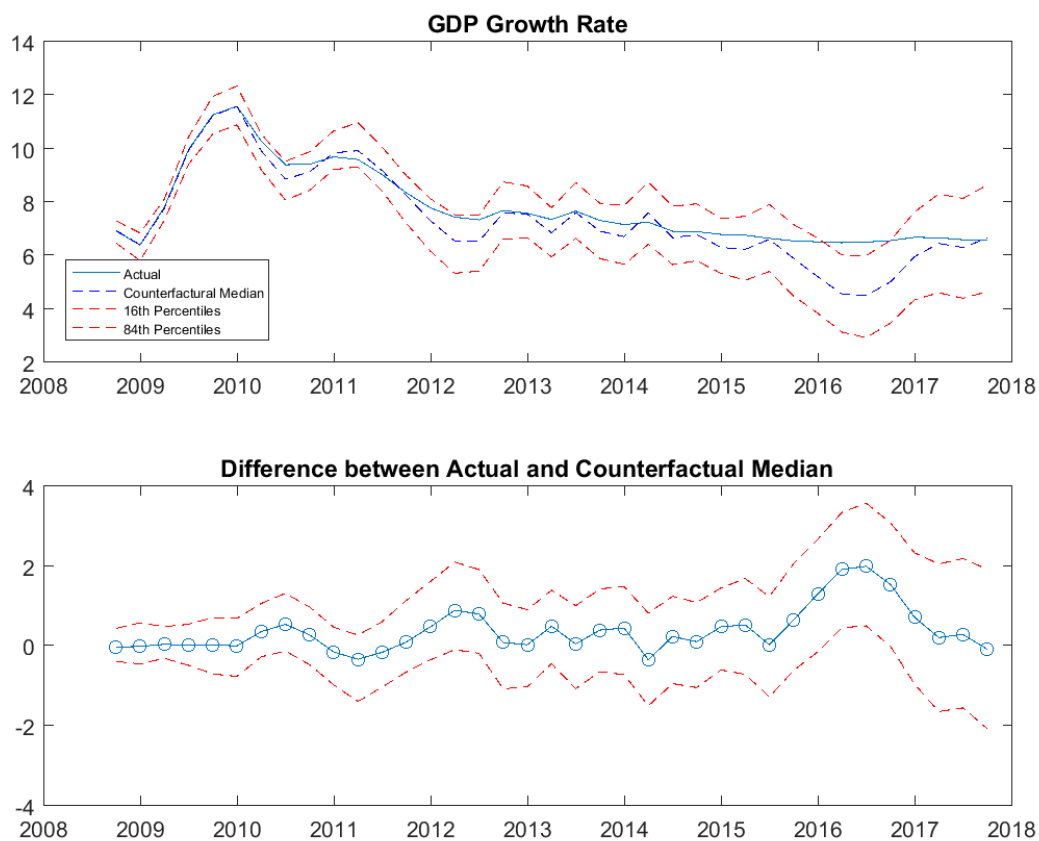 GDP Growth Rate
14
12
10
8
6
4
2
Actual
Counterfactural Median
16th Percentiles
84th Percentiles
2008 2009 2010 2011 2012 2013 2014 2015 2016 2017 2018
Difference between Actual and Counterfactual Median
4
2
0
-2
-4
2008 2009 2010 2011 2012 2013 2014 2015 2016 2017 2018